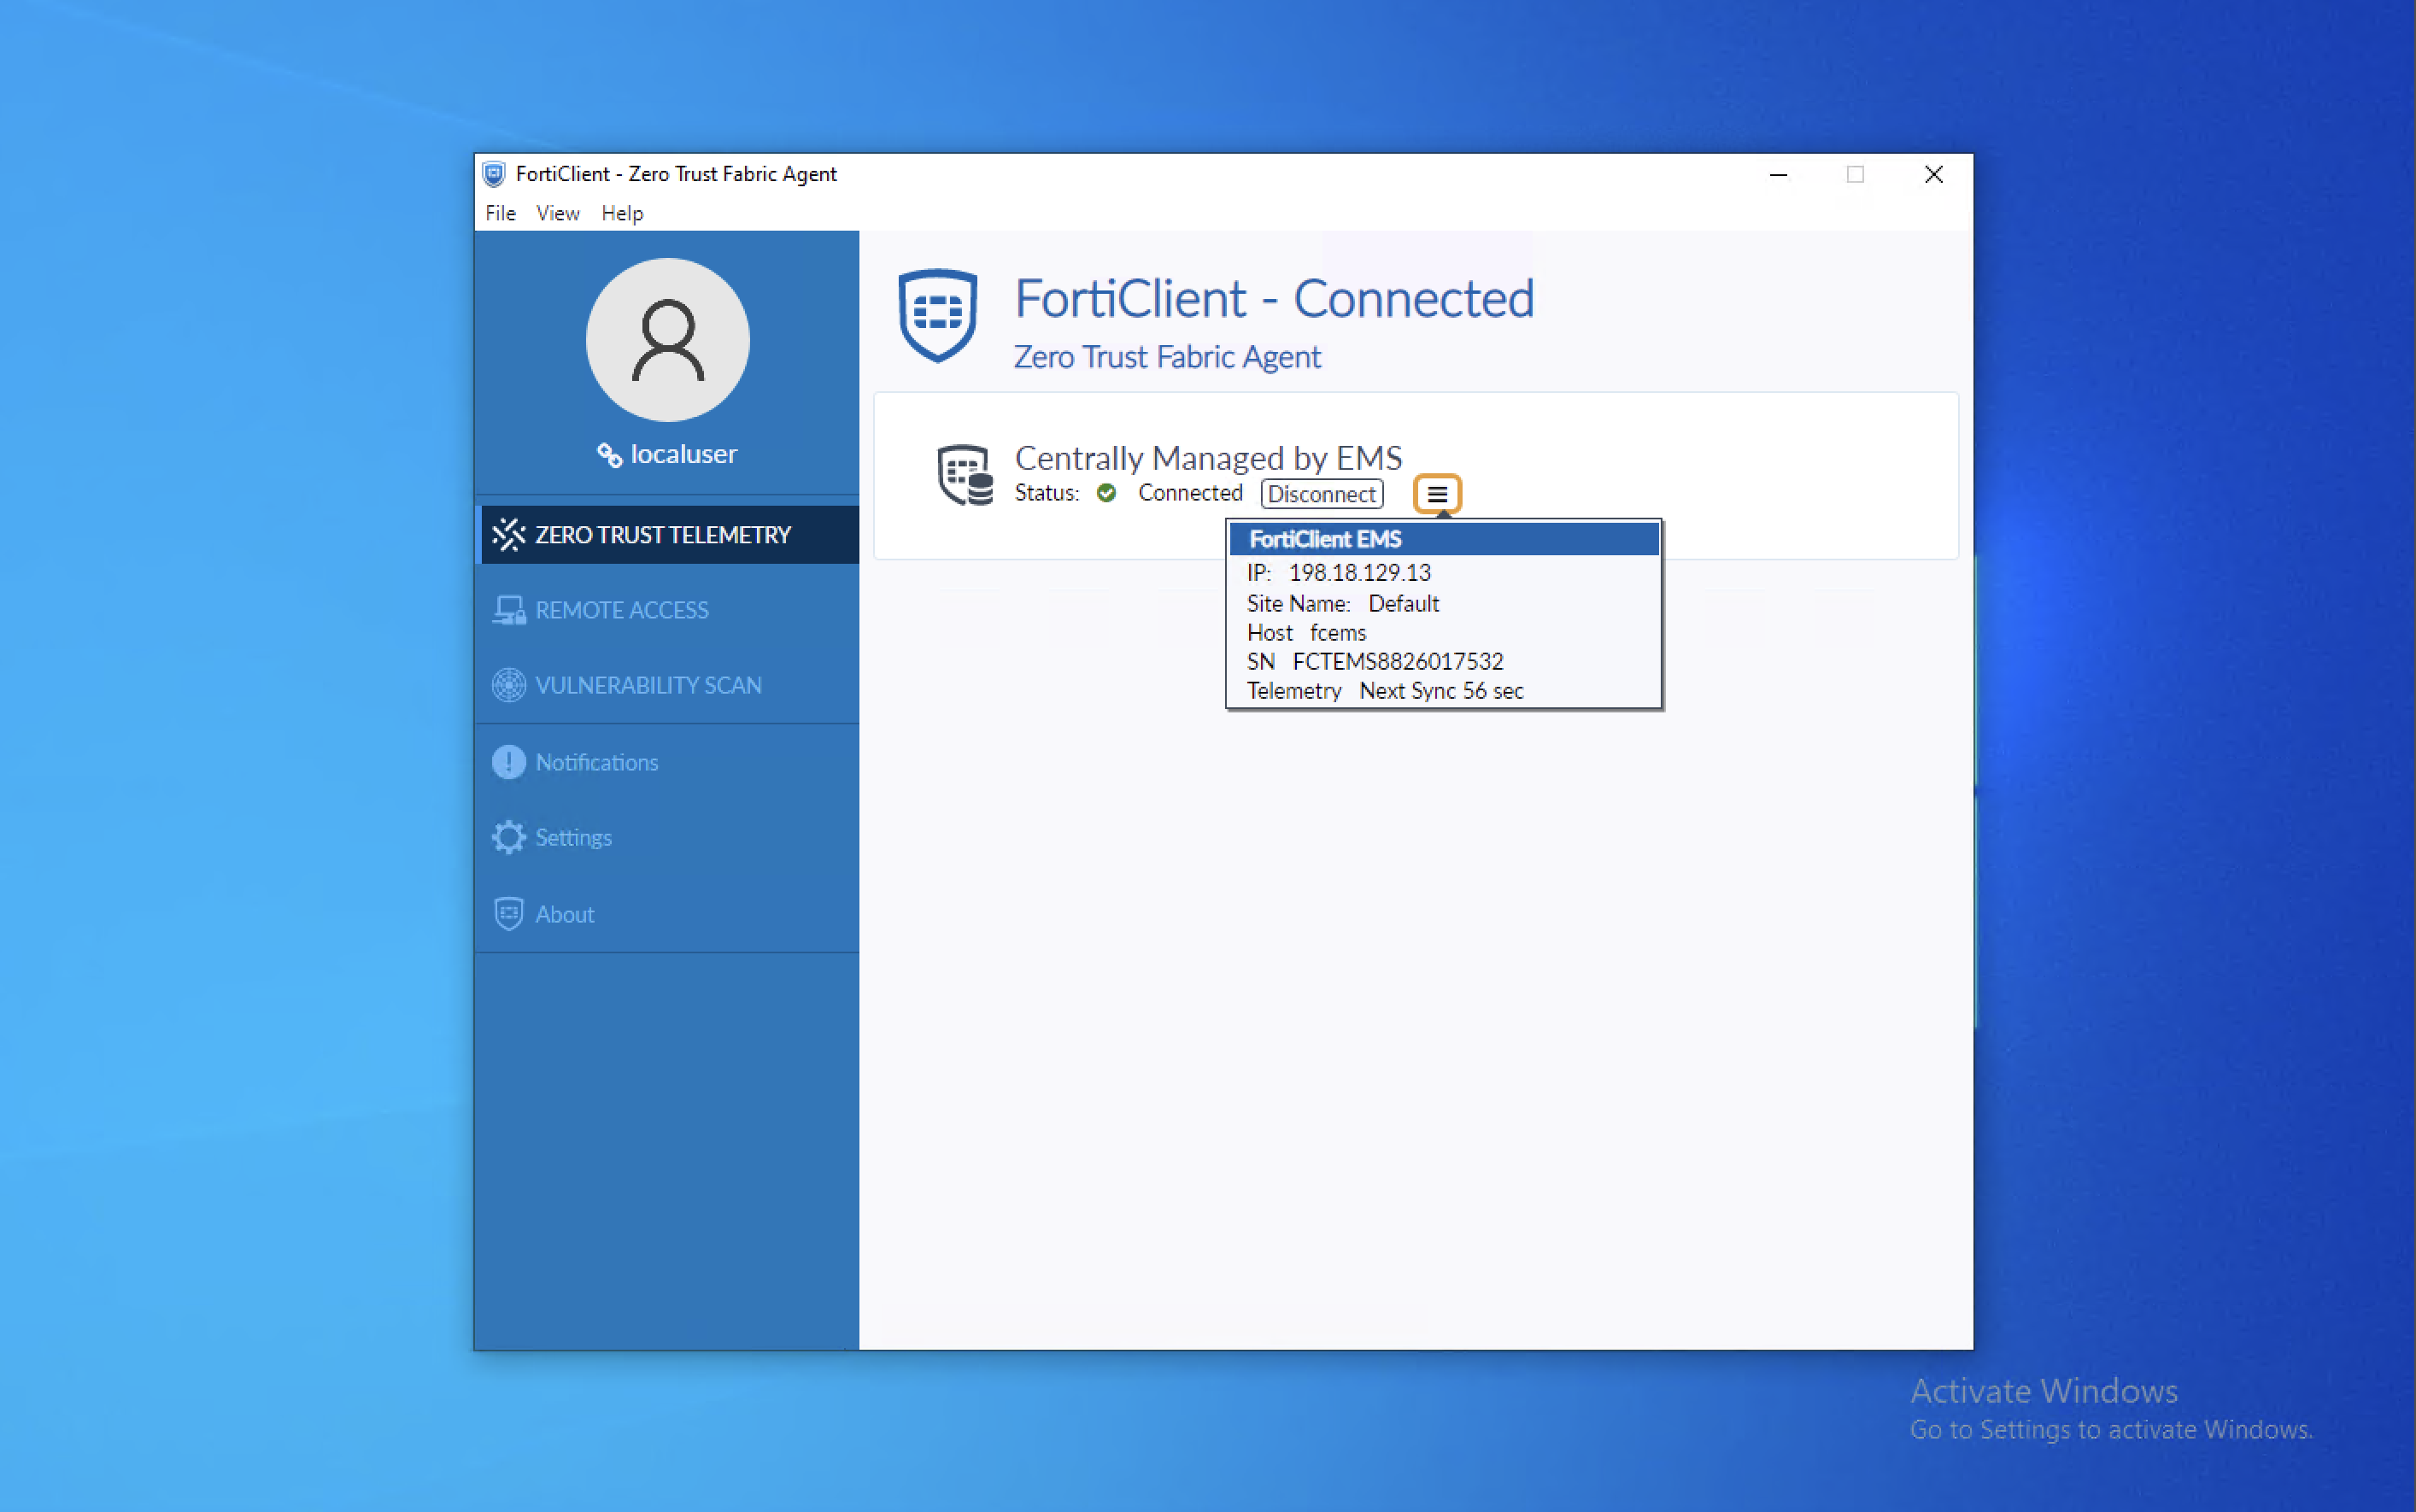 FortiClient - Zero Trust Fabric Agent
File View Help
localuser
ZERO TRUST TELEMETRY
REMOTE ACCESS
VULNERABILITY SCAN
Notifications
Settings
About
FortiClient - Connected
Zero Trust Fabric Agent
Centrally Managed by EMS
Status: Connected Disconnect
FortiClient EMS
IP: 198.18.129.13
Site Name: Default
Host fcems
SN FCTEMS8826017532
Telemetry Next Sync 56 sec
Activate Windows
Go to Settings to activate Windows.